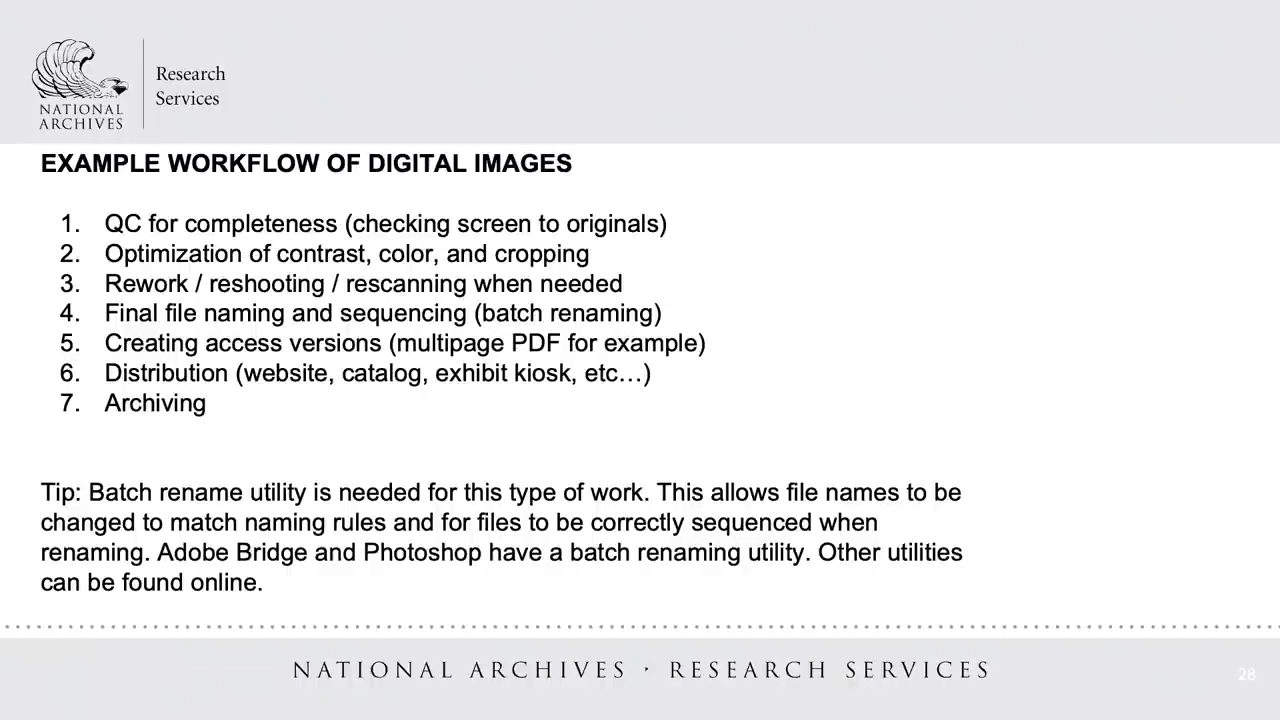 NATIONAL
ARCHIVES
Research
Services
EXAMPLE WORKFLOW OF DIGITAL IMAGES
1. QC for completeness (checking screen to originals)
2. Optimization of contrast, color, and cropping
3. Rework / reshooting / rescanning when needed
4. Final file naming and sequencing (batch renaming)
5. Creating access versions (multipage PDF for example)
6. Distribution (website, catalog, exhibit kiosk, etc…)
7. Archiving
Tip: Batch rename utility is needed for this type of work. This allows file names to be
changed to match naming rules and for files to be correctly sequenced when
renaming. Adobe Bridge and Photoshop have a batch renaming utility. Other utilities
can be found online.
NATIONAL ARCHIVES · RESEARCH SERVICES
28